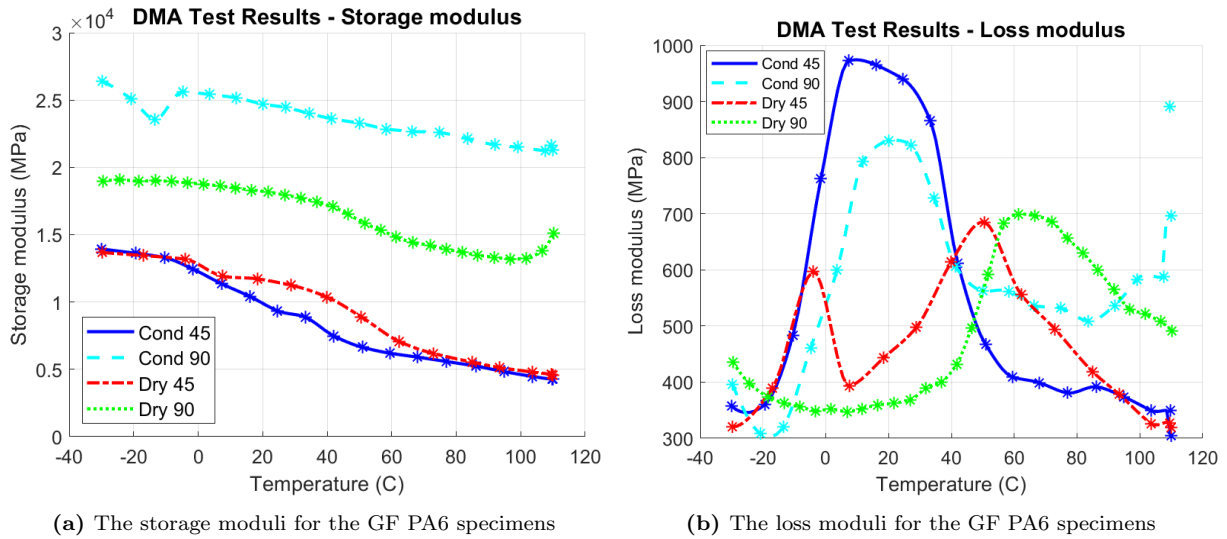 DMA Test Results - Storage modulus
×10⁴
3
2.5
2
1.5
1
0.5
0
Storage modulus (MPa)
Cond 45
Cond 90
Dry 45
Dry 90
-40 -20 0 20 40 60 80 100 120
Temperature (C)
(a) The storage moduli for the GF PA6 specimens
DMA Test Results - Loss modulus
1000
900
800
700
600
500
400
300
Loss modulus (MPa)
Cond 45
Cond 90
Dry 45
Dry 90
-40 -20 0 20 40 60 80 100 120
Temperature (C)
(b) The loss moduli for the GF PA6 specimens